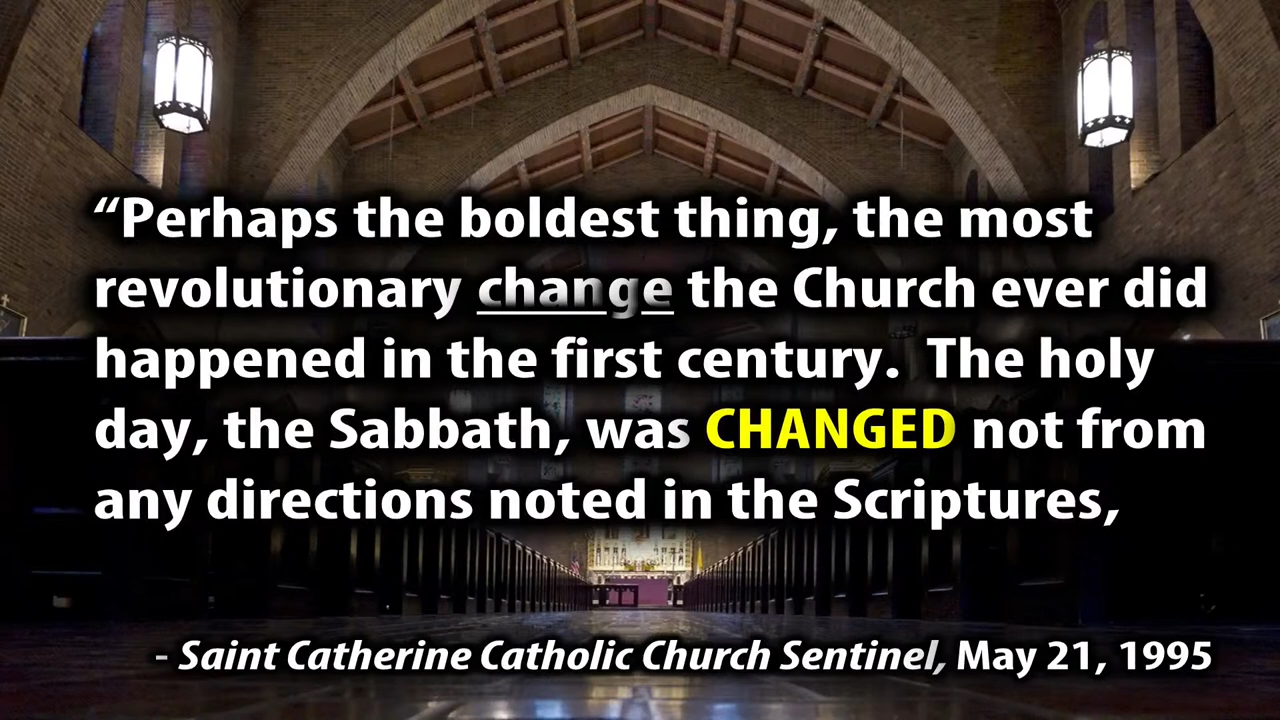 “Perhaps the boldest thing, the most
revolutionary change the Church ever did
happened in the first century.  The holy
day, the Sabbath, was CHANGED not from
any directions noted in the Scriptures,
- Saint Catherine Catholic Church Sentinel, May 21, 1995